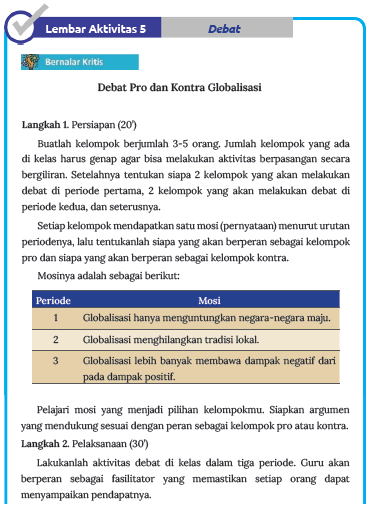 Lembar Aktivitas 5 Debat
Bernalar Kritis
Debat Pro dan Kontra Globalisasi
Langkah 1. Persiapan (20’)
Buatlah kelompok berjumlah 3-5 orang. Jumlah kelompok yang ada
di kelas harus genap agar bisa melakukan aktivitas berpasangan secara
bergiliran. Setelahnya tentukan siapa 2 kelompok yang akan melakukan
debat di periode pertama, 2 kelompok yang akan melakukan debat di
periode kedua, dan seterusnya.
Setiap kelompok mendapatkan satu mosi (pernyataan) menurut urutan
periodenya, lalu tentukanlah siapa yang akan berperan sebagai kelompok
pro dan siapa yang akan berperan sebagai kelompok kontra.
Mosinya adalah sebagai berikut:
Periode Mosi
1 Globalisasi hanya menguntungkan negara-negara maju.
2 Globalisasi menghilangkan tradisi lokal.
3 Globalisasi lebih banyak membawa dampak negatif dari
pada dampak positif.
Pelajari mosi yang menjadi pilihan kelompokmu. Siapkan argumen
yang mendukung sesuai dengan peran sebagai kelompok pro atau kontra.
Langkah 2. Pelaksanaan (30’)
Lakukanlah aktivitas debat di kelas dalam tiga periode. Guru akan
berperan sebagai fasilitator yang memastikan setiap orang dapat
menyampaikan pendapatnya.